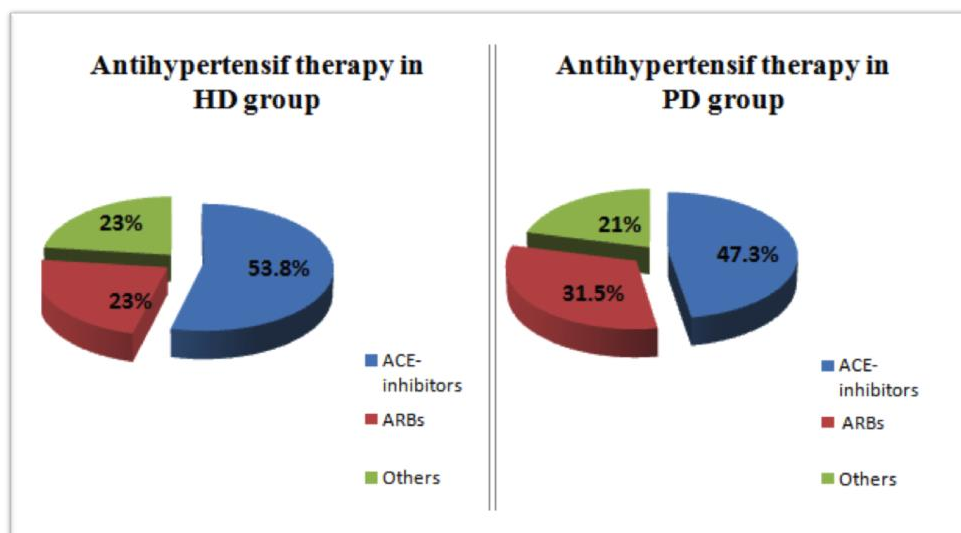 Antihypertensif therapy in
HD group
23%
53.8%
23%
ACE-
inhibitors
ARBs
Others
Antihypertensif therapy in
PD group
21%
47.3%
31.5%
ACE-
inhibitors
ARBs
Others